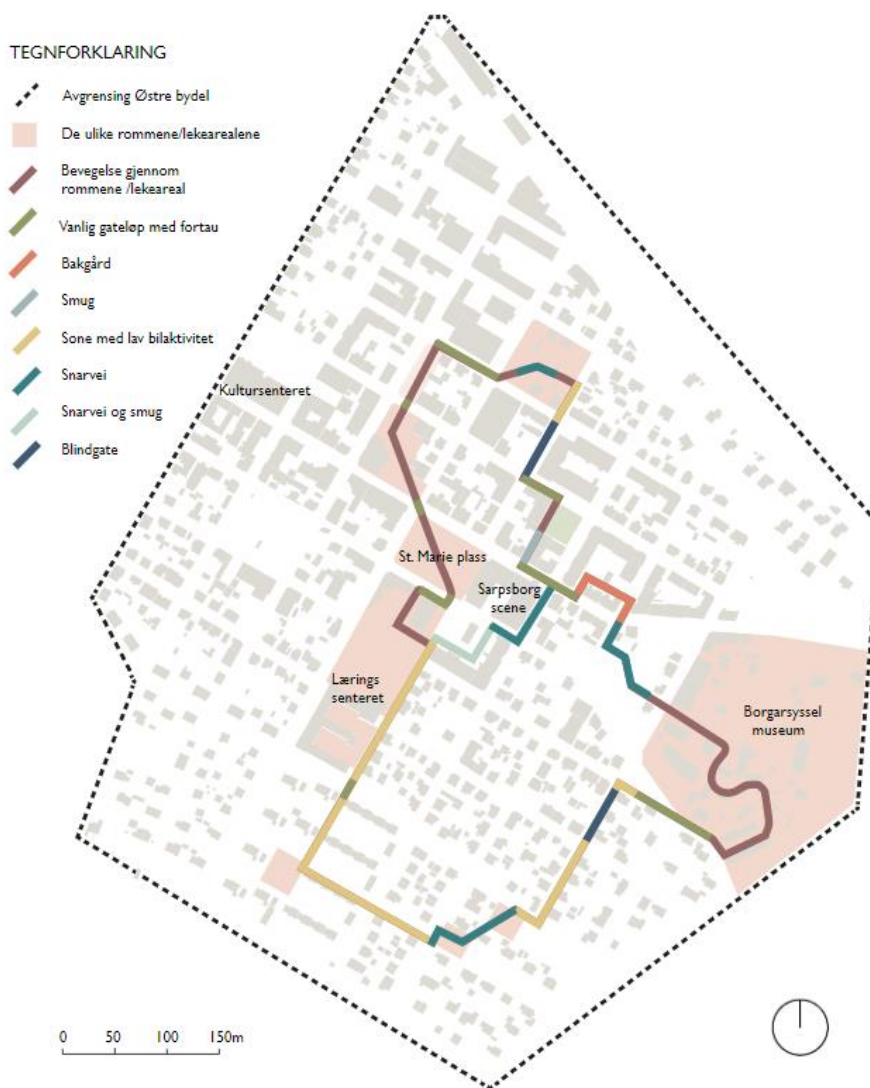 TEGNFORKLARING
Avgrensing Østre bydel
De ulike rommene/lekearealene
Bevegelse gjennom
rommene /lekeareal
Vanlig gateløp med fortau
Bakgård
Smug
Sone med lav bilaktivitet
Snarvei
Snarvei og smug
Blindgate
Kultursenteret
St. Marie plass
Sarpsborg
scene
Lærings
senteret
Borgarsyssel
museum
0 50 100 150m